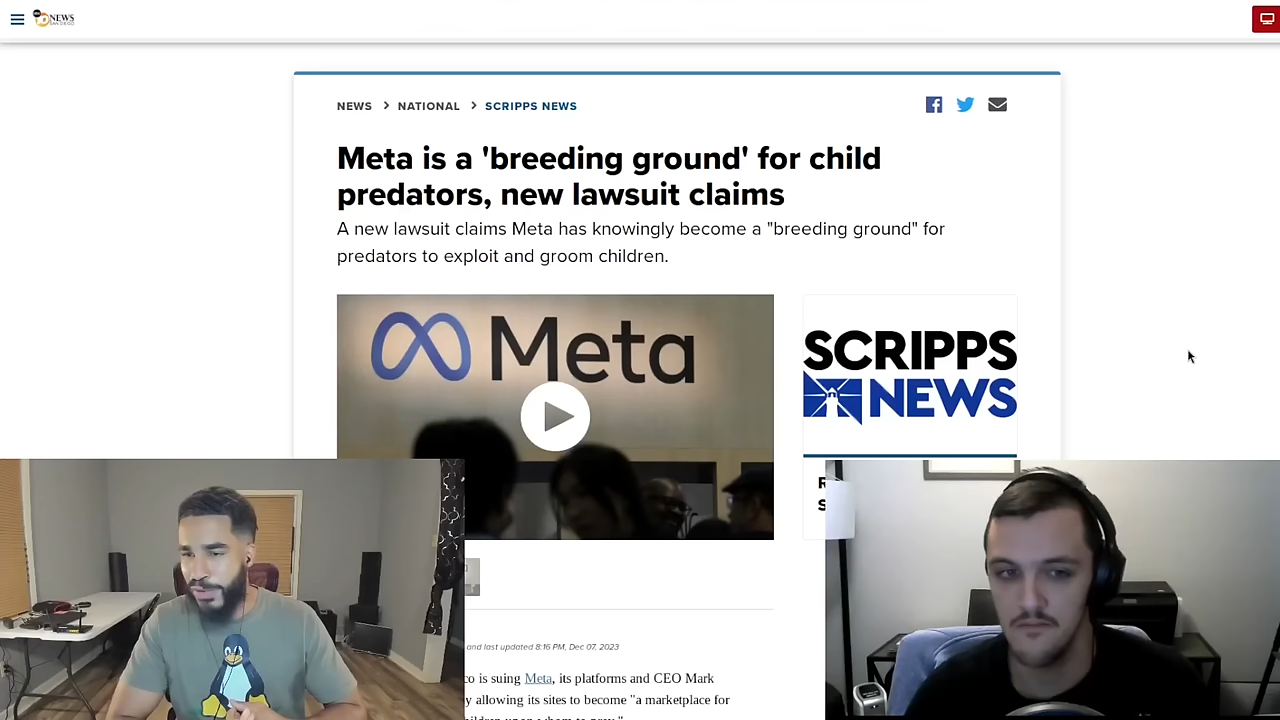 NEWS
SAN DIEGO
NEWS > NATIONAL > SCRIPPS NEWS
Meta is a 'breeding ground' for child
predators, new lawsuit claims
A new lawsuit claims Meta has knowingly become a "breeding ground" for
predators to exploit and groom children.
Meta
SCRIPPS
NEWS
R
S
and last updated 8:16 PM, Dec 07, 2023
co is suing Meta, its platforms and CEO Mark
y allowing its sites to become "a marketplace for